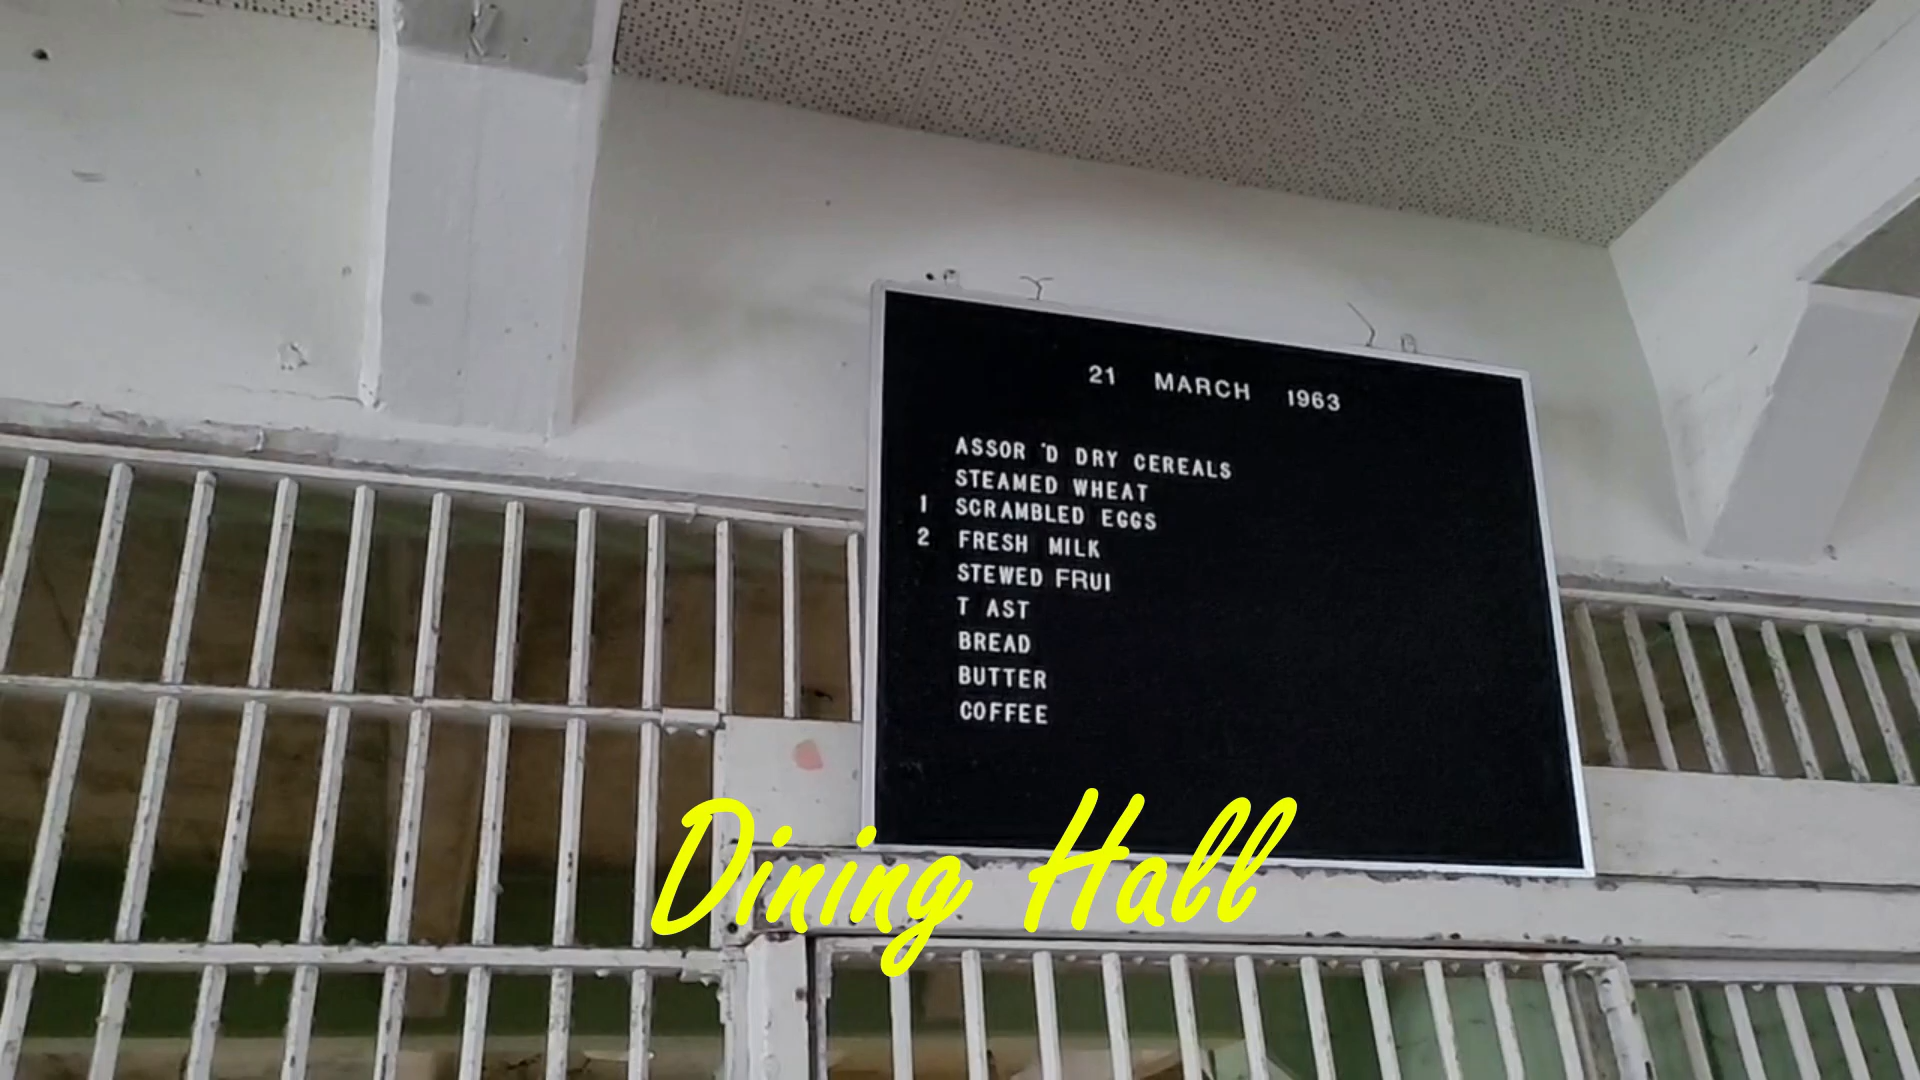 21 MARCH 1963
ASSOR 'D DRY CEREALS
STEAMED WHEAT
1 SCRAMBLED EGGS
2 FRESH MILK
STEWED FRUI
T AST
BREAD
BUTTER
COFFEE
Dining Hall